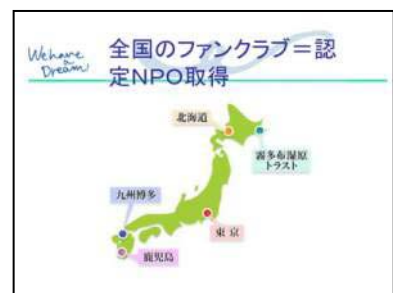 We have
a
Dream
全国のファンクラブ＝認
定NPO取得
北海道
霧多布湿原
トラスト
九州博多
東京
鹿児島